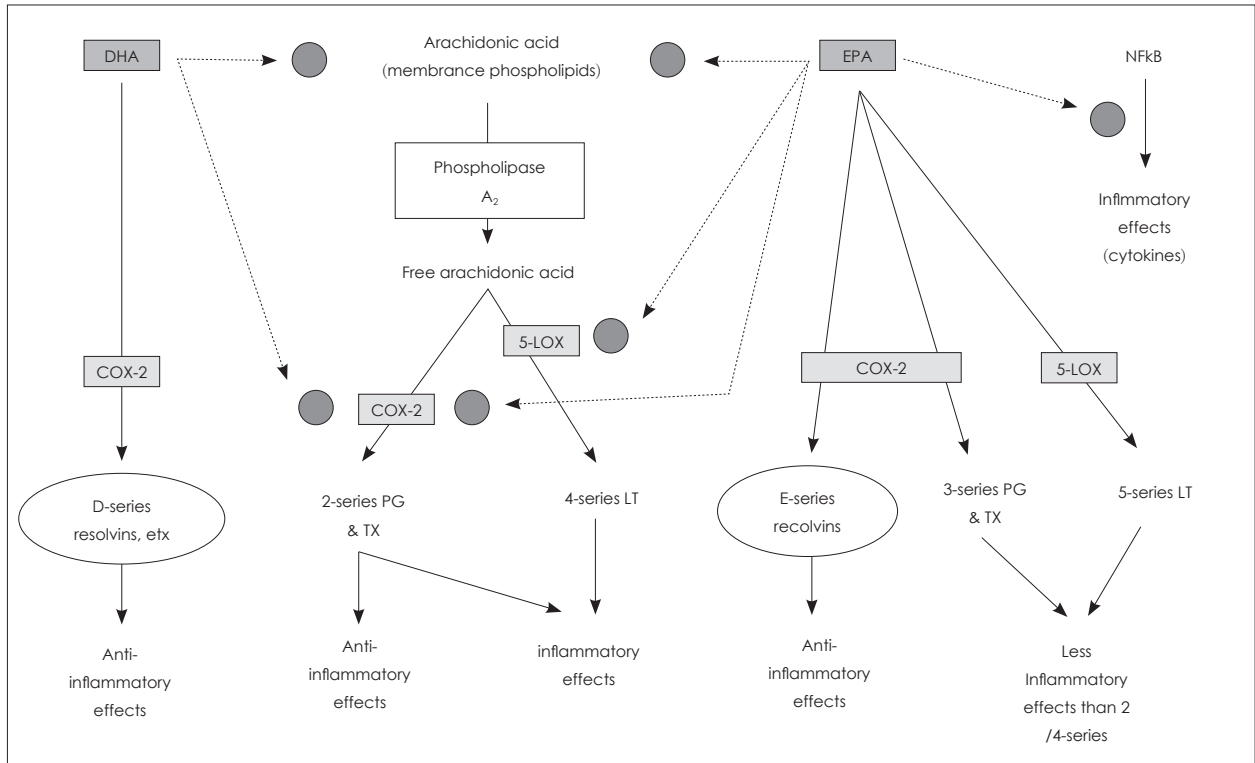 DHA
Arachidonic acid
(membrance phospholipids)
EPA
NFkB
Phospholipase
A₂
Inflmmatory
effects
(cytokines)
Free arachidonic acid
5-LOX
COX-2
COX-2
COX-2
5-LOX
D-series
resolvins, etx
2-series PG
& TX
4-series LT
E-series
recolvins
3-series PG
& TX
5-series LT
Anti-
inflammatory
effects
Anti-
inflammatory
effects
inflammatory
effects
Anti-
inflammatory
effects
Less
Inflammatory
effects than 2
/4-series